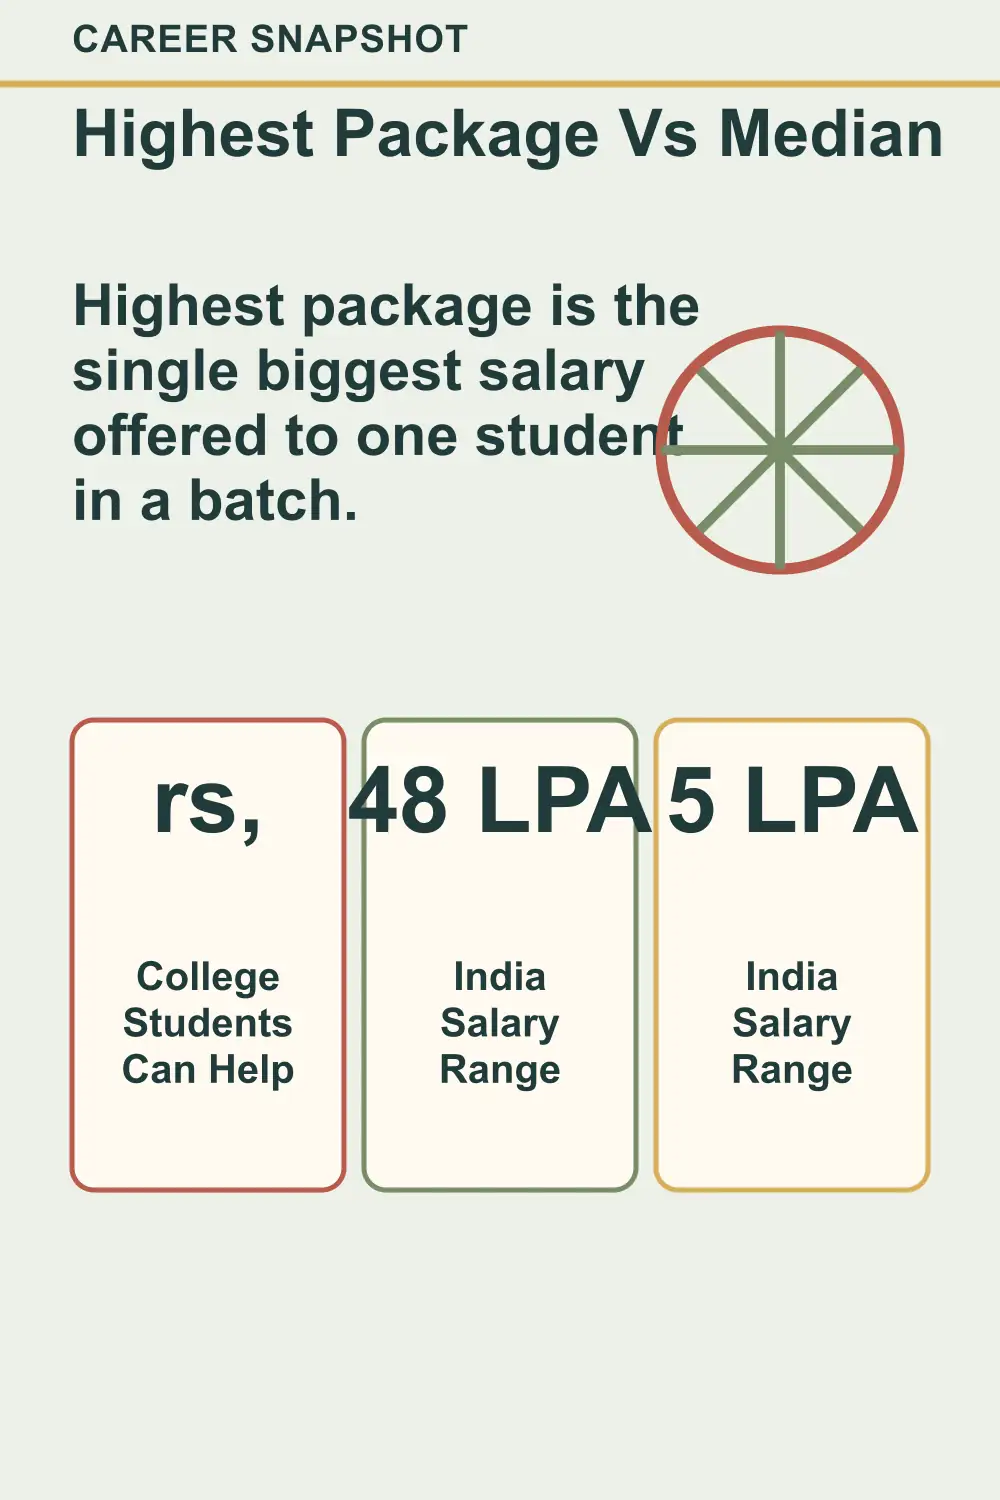 CAREER SNAPSHOT
Highest Package Vs Median
Highest package is the
single biggest salary
offered to one student
in a batch.
rs,
College
Students
Can Help
48 LPA
India
Salary
Range
5 LPA
India
Salary
Range